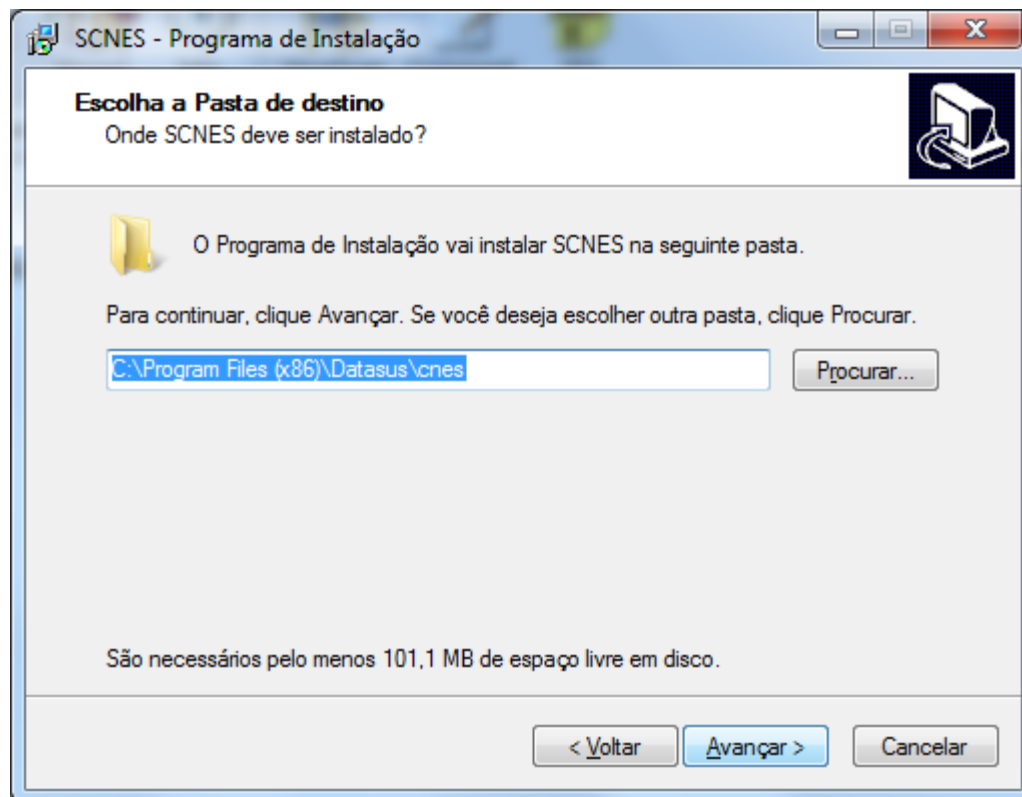 SCNES - Programa de Instalação
Escolha a Pasta de destino
Onde SCNES deve ser instalado?
O Programa de Instalação vai instalar SCNES na seguinte pasta.
Para continuar, clique Avançar. Se você deseja escolher outra pasta, clique Procurar.
C:\Program Files (x86)\Datasus\cnes
Procurar...
São necessários pelo menos 101,1 MB de espaço livre em disco.
< Voltar
Avançar >
Cancelar